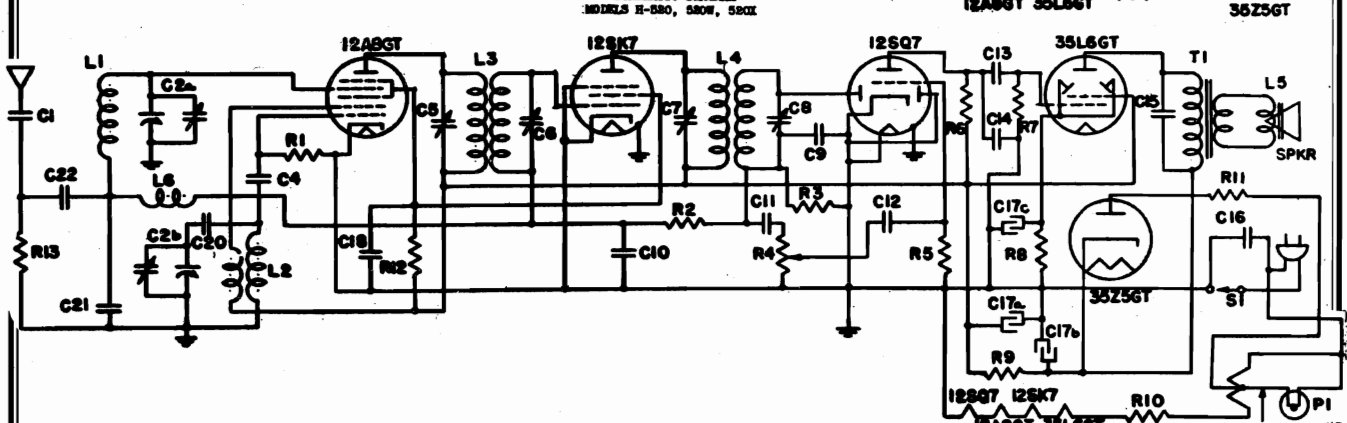 MODELS H-520, 520W, 520X
12A8GT 35L6GT
35Z5GT
12A8GT
12SK7
12SQ7
35L6GT
L1
C2a
L3
L4
C13
T1
L5
C1
C5
C6
C7
C8
R6
C14
R7
C15
R1
C9
SPKR
C22
L6
C4
R3
R11
C11
C12
C17c
C16
R2
R13
C2b
C20
C18
R12
C10
R4
R5
R8
L2
35Z5GT
S1
C21
C17a
C17b
R9
12SQ7 12SK7
R10
P1
12A8GT 35L6GT